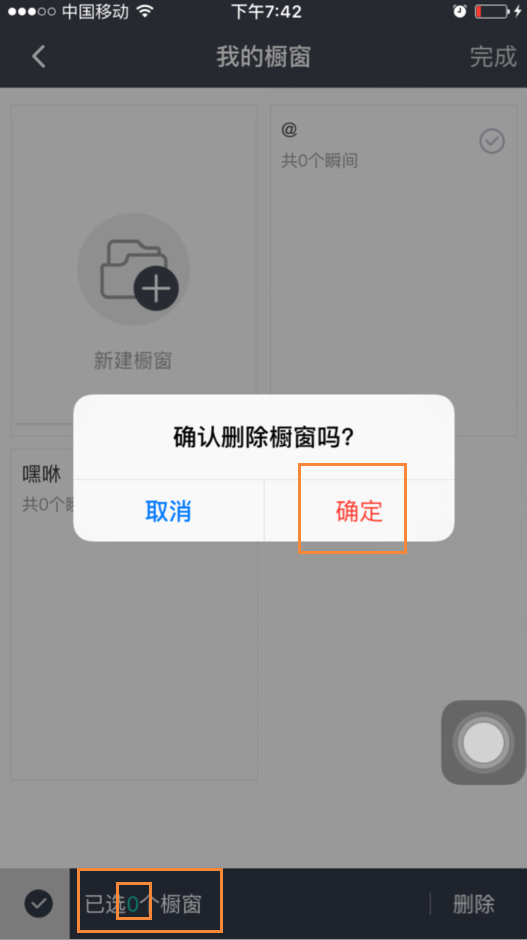 中国移动 下午7:42
我的橱窗 完成
@
共0个瞬间
新建橱窗
确认删除橱窗吗?
嘿咻
共0个瞬
取消 确定
已选0个橱窗 删除